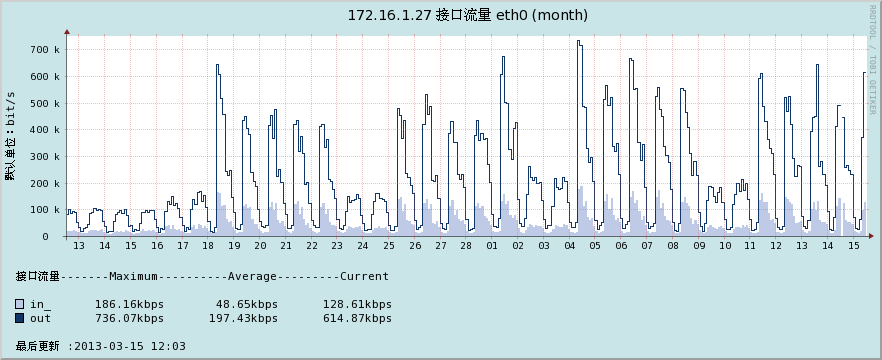 172.16.1.27 接口流量 eth0 (month)
RRDTOOL / TOBI OETIKER
默认单位：bit/s
700 k
600 k
500 k
400 k
300 k
200 k
100 k
0
13 14 15 16 17 18 19 20 21 22 23 24 25 26 27 28 01 02 03 04 05 06 07 08 09 10 11 12 13 14 15
接口流量-------Maximum----------Average---------Current
in_ 186.16kbps 48.65kbps 128.61kbps
out 736.07kbps 197.43kbps 614.87kbps
最后更新 :2013-03-15 12:03